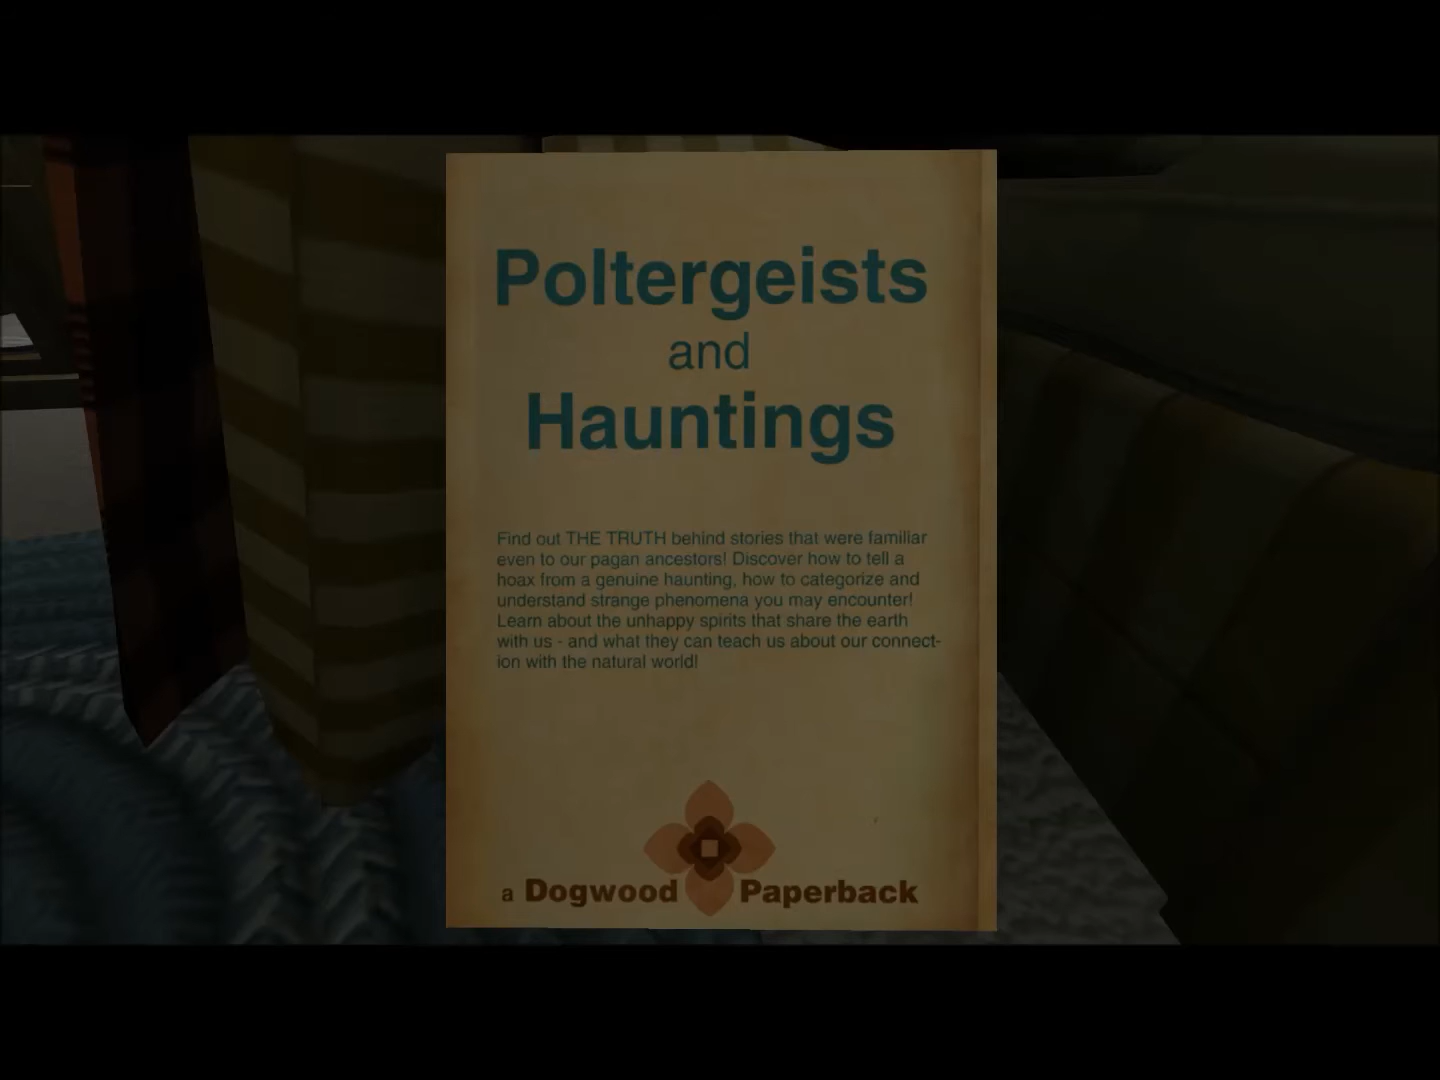 Poltergeists
and
Hauntings
Find out THE TRUTH behind stories that were familiar
even to our pagan ancestors! Discover how to tell a
hoax from a genuine haunting, how to categorize and
understand strange phenomena you may encounter!
Learn about the unhappy spirits that share the earth
with us - and what they can teach us about our connect-
ion with the natural world!
a Dogwood Paperback